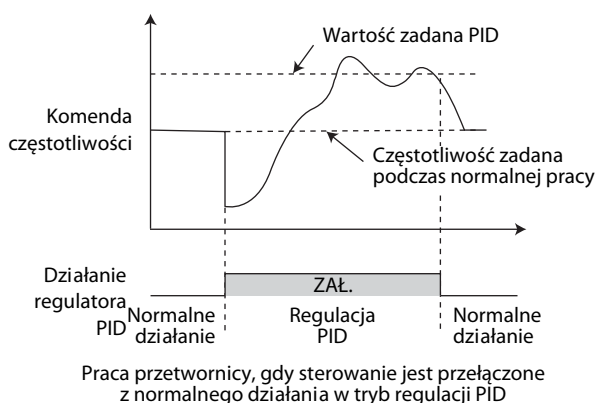 Wartość zadana PID
Komenda
częstotliwości
Częstotliwość zadana
podczas normalnej pracy
Działanie
regulatora
PID
ZAŁ.
Normalne
działanie
Regulacja
PID
Normalne
działanie
Praca przetwornicy, gdy sterowanie jest przełączone
z normalnego działania w tryb regulacji PID